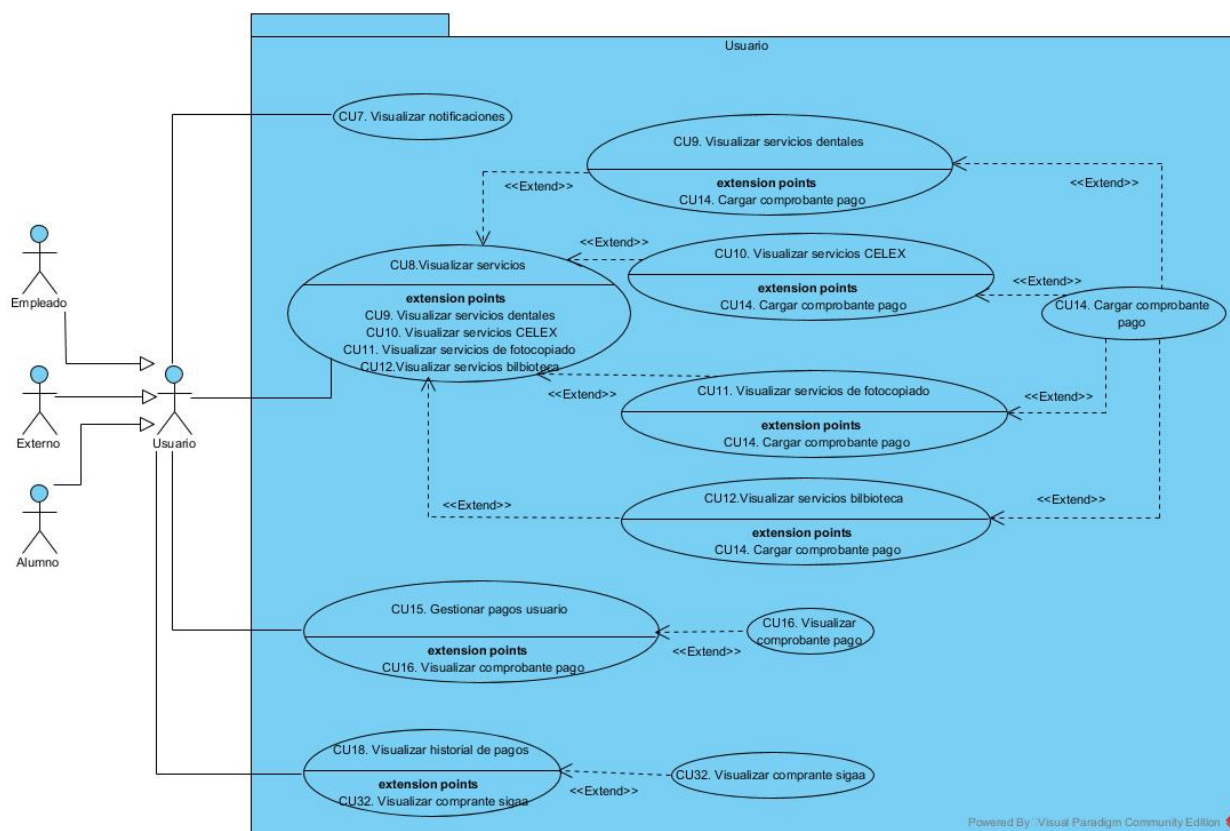 Usuario
CU7. Visualizar notificaciones
CU9. Visualizar servicios dentales
extension points
CU14. Cargar comprobante pago
<<Extend>>
<<Extend>>
CU8.Visualizar servicios
extension points
CU9. Visualizar servicios dentales
CU10. Visualizar servicios CELEX
CU11. Visualizar servicios de fotocopiado
CU12.Visualizar servicios bilbioteca
<<Extend>>
CU10. Visualizar servicios CELEX
extension points
CU14. Cargar comprobante pago
<<Extend>>
CU14. Cargar comprobante
pago
Empleado
Externo
Usuario
Alumno
<<Extend>>
CU11. Visualizar servicios de fotocopiado
extension points
CU14. Cargar comprobante pago
<<Extend>>
<<Extend>>
CU12.Visualizar servicios bilbioteca
extension points
CU14. Cargar comprobante pago
<<Extend>>
CU15. Gestionar pagos usuario
extension points
CU16. Visualizar comprobante pago
<<Extend>>
CU16. Visualizar
comprobante pago
CU18. Visualizar historial de pagos
extension points
CU32. Visualizar comprante sigaa
<<Extend>>
CU32. Visualizar comprante sigaa
Powered By Visual Paradigm Community Edition